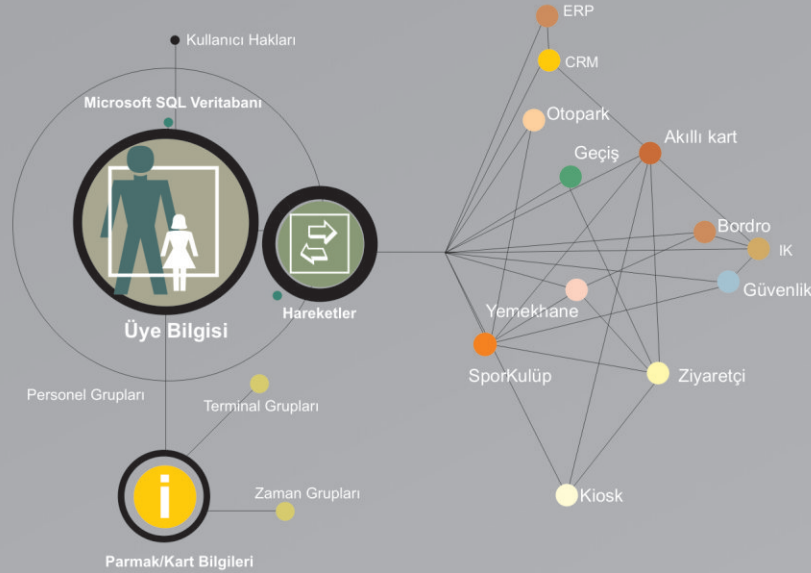 ERP
Kullanıcı Hakları
CRM
Microsoft SQL Veritabanı
Otopark
Akıllı kart
Geçiş
Bordro
IK
Güvenlik
Yemekhane
Hareketler
Üye Bilgisi
SporKulüp
Ziyaretçi
Personel Grupları
Terminal Grupları
i
Zaman Grupları
Kiosk
Parmak/Kart Bilgileri